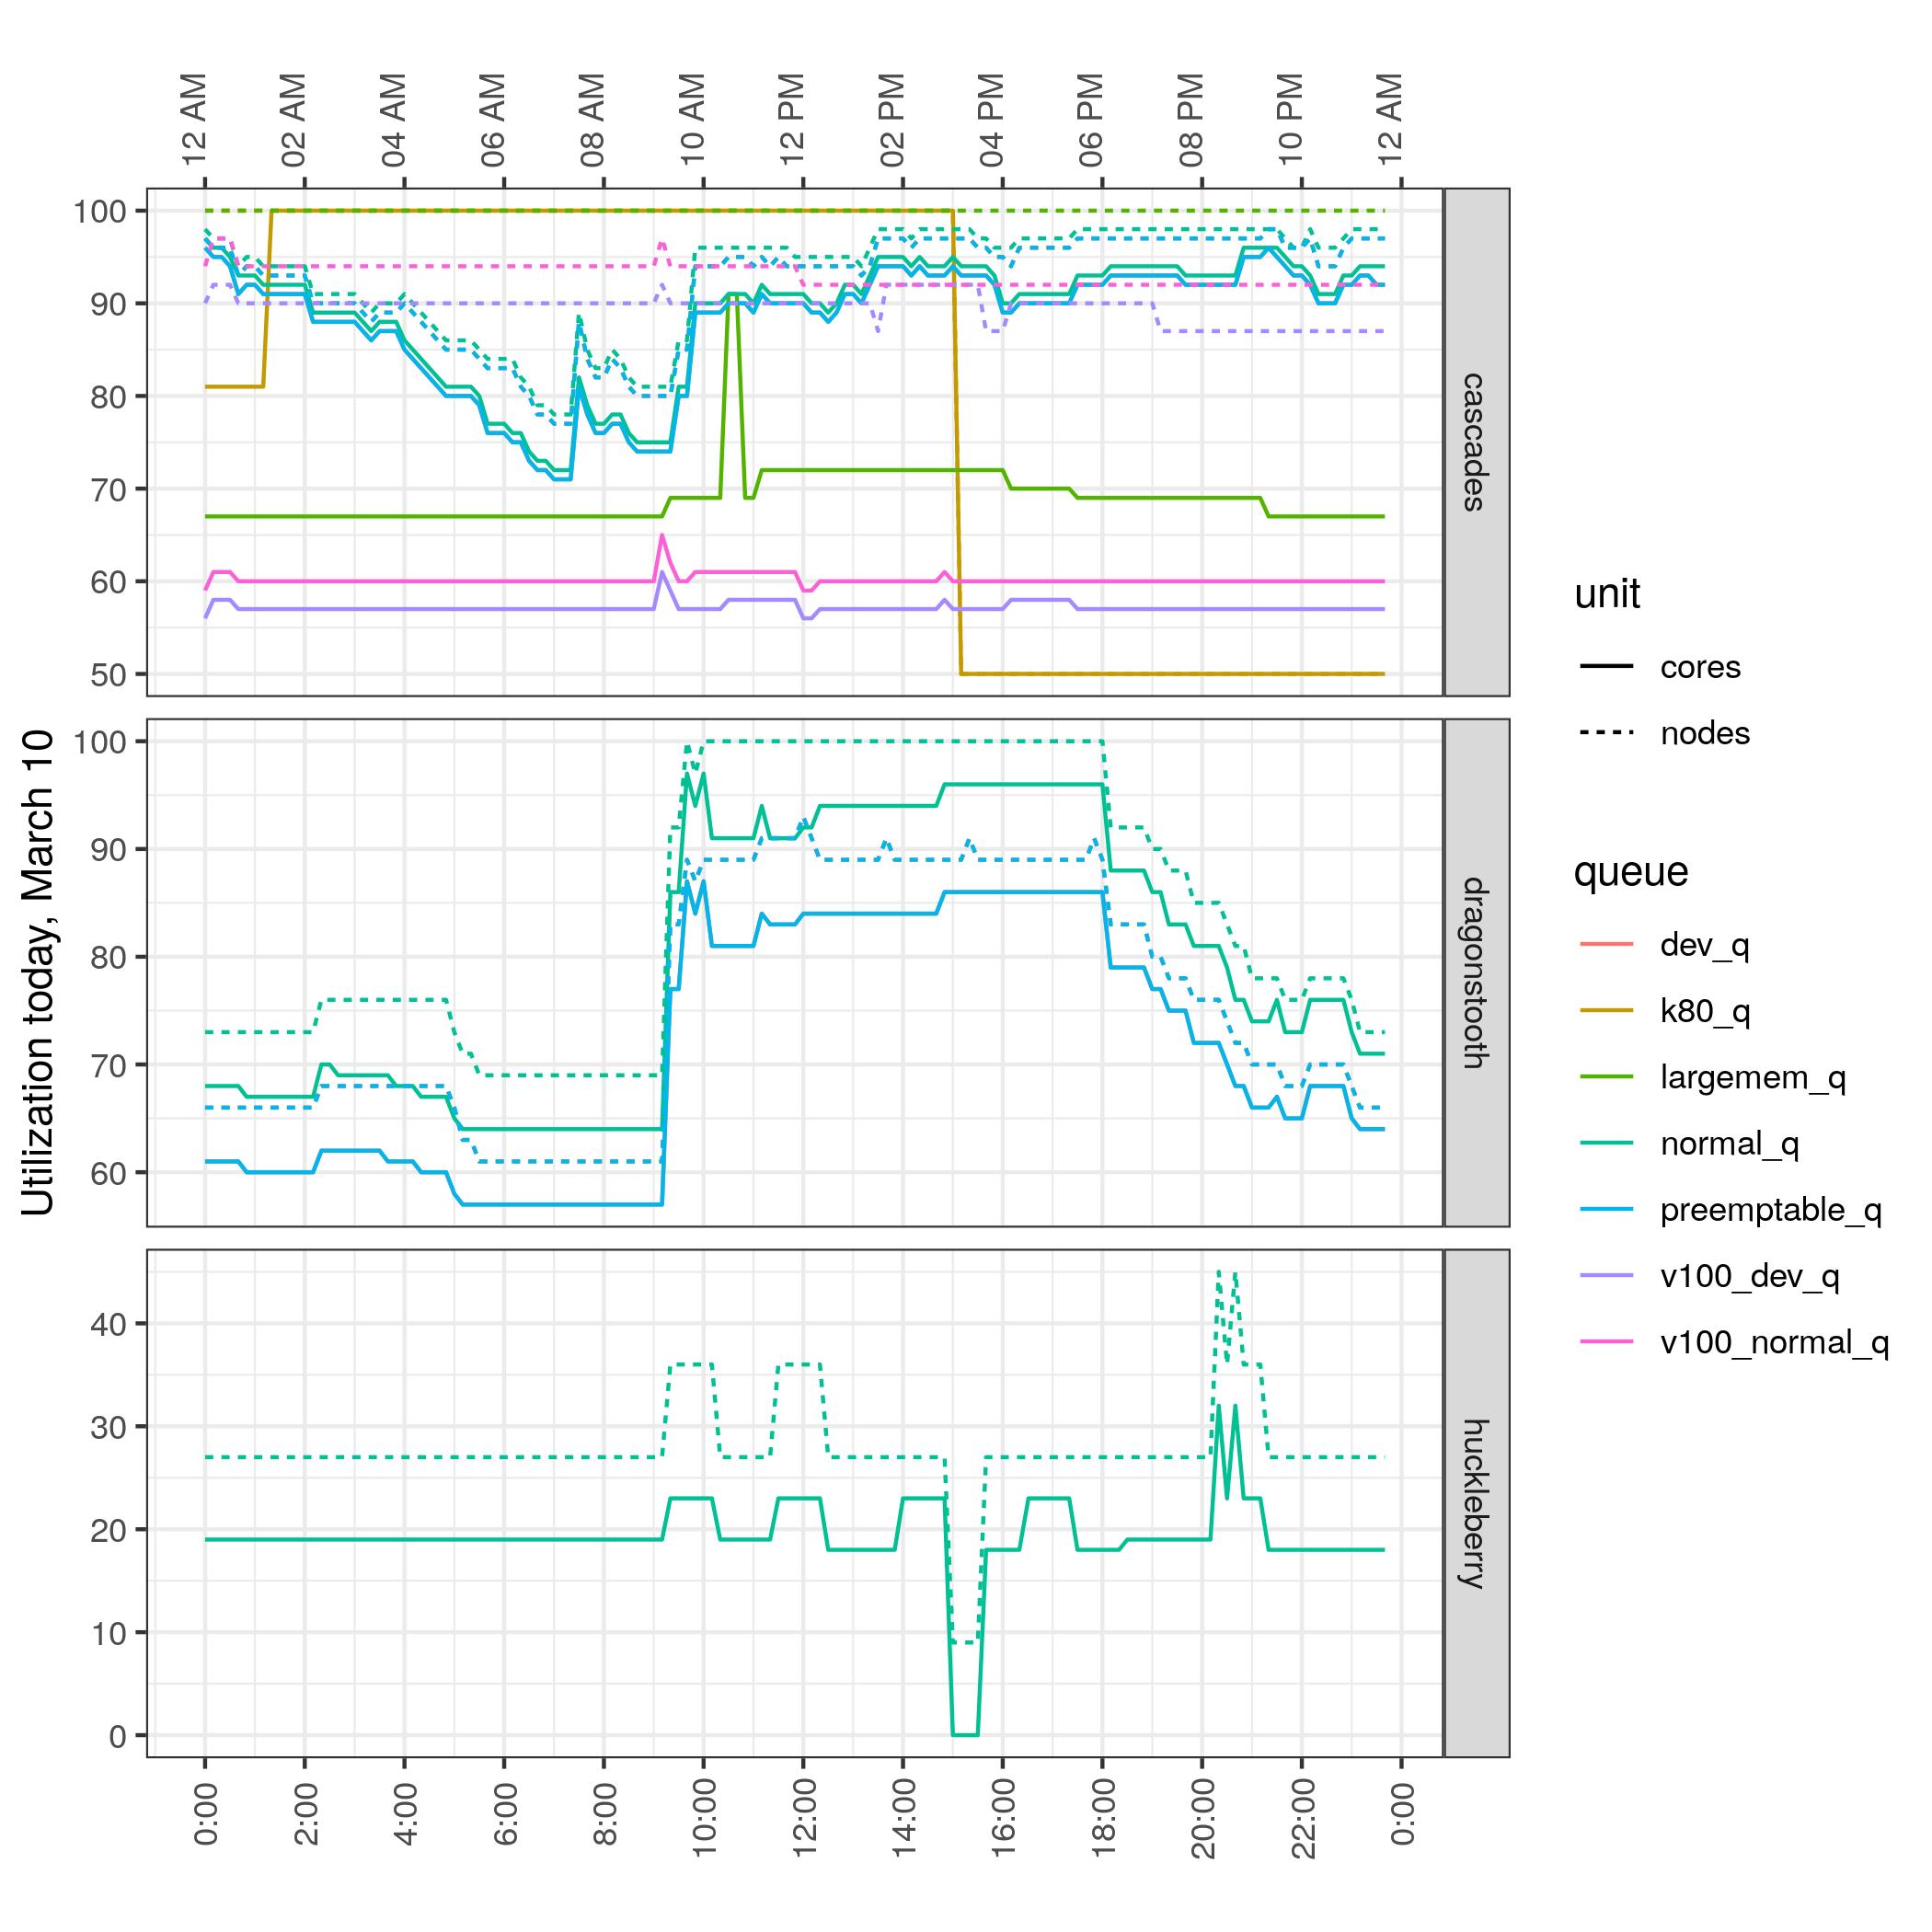 12 AM
02 AM
04 AM
06 AM
08 AM
10 AM
12 PM
02 PM
04 PM
06 PM
08 PM
10 PM
12 AM
Utilization today, March 10
100
90
80
70
60
50
cascades
100
90
80
70
60
dragonstooth
40
30
20
10
0
huckleberry
0:00
2:00
4:00
6:00
8:00
10:00
12:00
14:00
16:00
18:00
20:00
22:00
0:00
unit
cores
nodes
queue
dev_q
k80_q
largemem_q
normal_q
preemptable_q
v100_dev_q
v100_normal_q